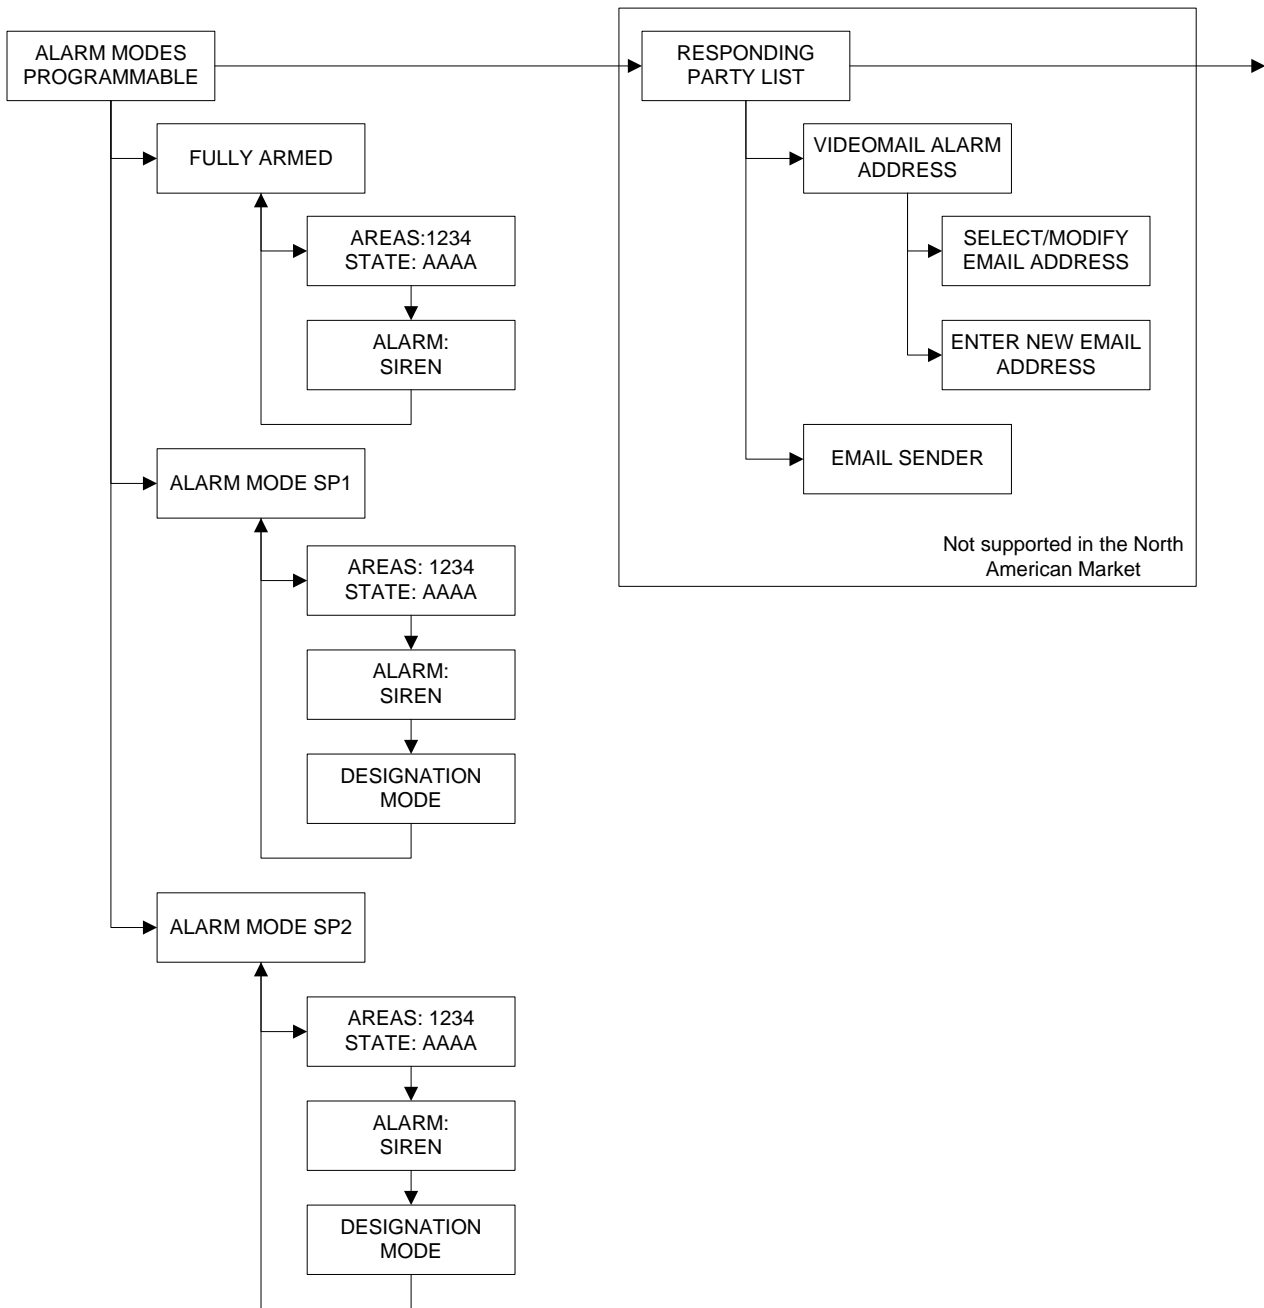 ALARM MODES
PROGRAMMABLE
FULLY ARMED
AREAS:1234
STATE: AAAA
ALARM:
SIREN
ALARM MODE SP1
AREAS: 1234
STATE: AAAA
ALARM:
SIREN
DESIGNATION
MODE
ALARM MODE SP2
AREAS: 1234
STATE: AAAA
ALARM:
SIREN
DESIGNATION
MODE
RESPONDING
PARTY LIST
VIDEOMAIL ALARM
ADDRESS
SELECT/MODIFY
EMAIL ADDRESS
ENTER NEW EMAIL
ADDRESS
EMAIL SENDER
Not supported in the North
American Market